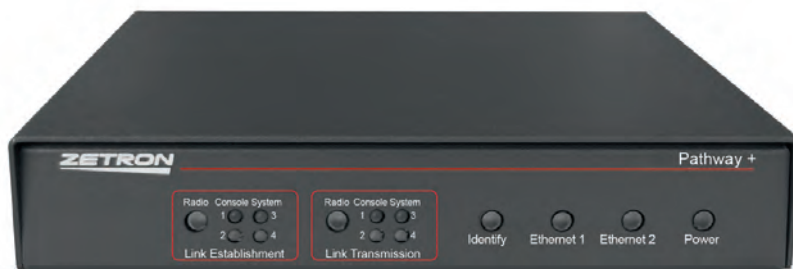 ZETRON
Pathway +
Radio Console System
1 3
2 4
Link Establishment
Radio Console System
1 3
2 4
Link Transmission
Identify
Ethernet 1
Ethernet 2
Power